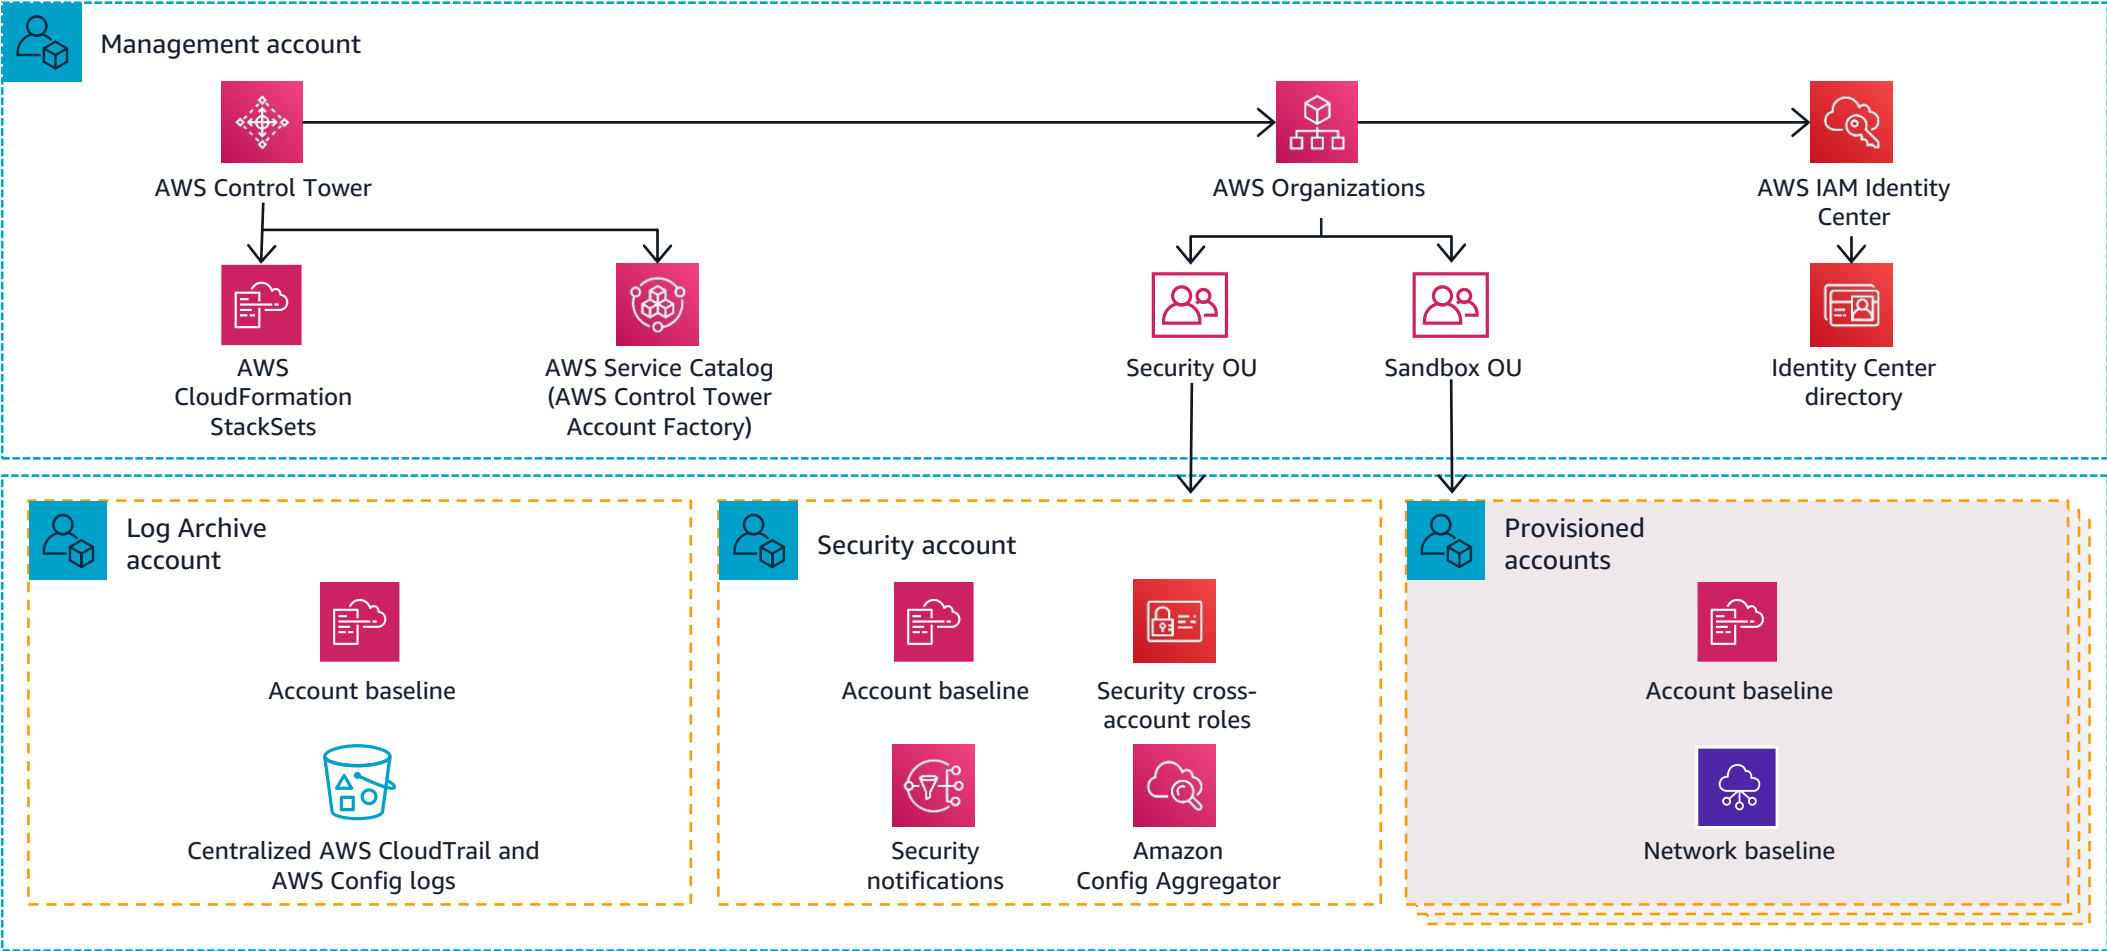 Management account
AWS Control Tower
AWS Organizations
AWS IAM Identity
Center
AWS
CloudFormation
StackSets
AWS Service Catalog
(AWS Control Tower
Account Factory)
Security OU
Sandbox OU
Identity Center
directory
Log Archive
account
Account baseline
Centralized AWS CloudTrail and
AWS Config logs
Security account
Account baseline
Security cross-
account roles
Security
notifications
Amazon
Config Aggregator
Provisioned
accounts
Account baseline
Network baseline